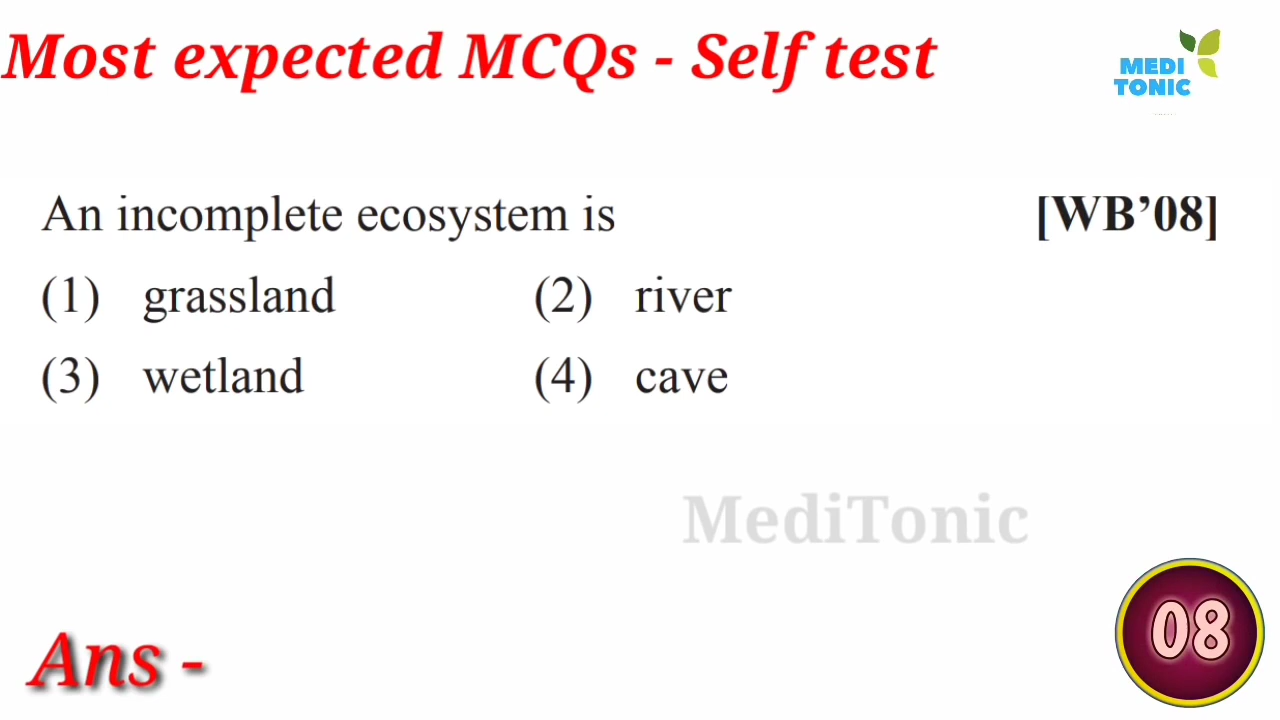 Most expected MCQs - Self test
MEDI
TONIC
An incomplete ecosystem is [WB’08]
(1) grassland (2) river
(3) wetland (4) cave
MediTonic
08
Ans -